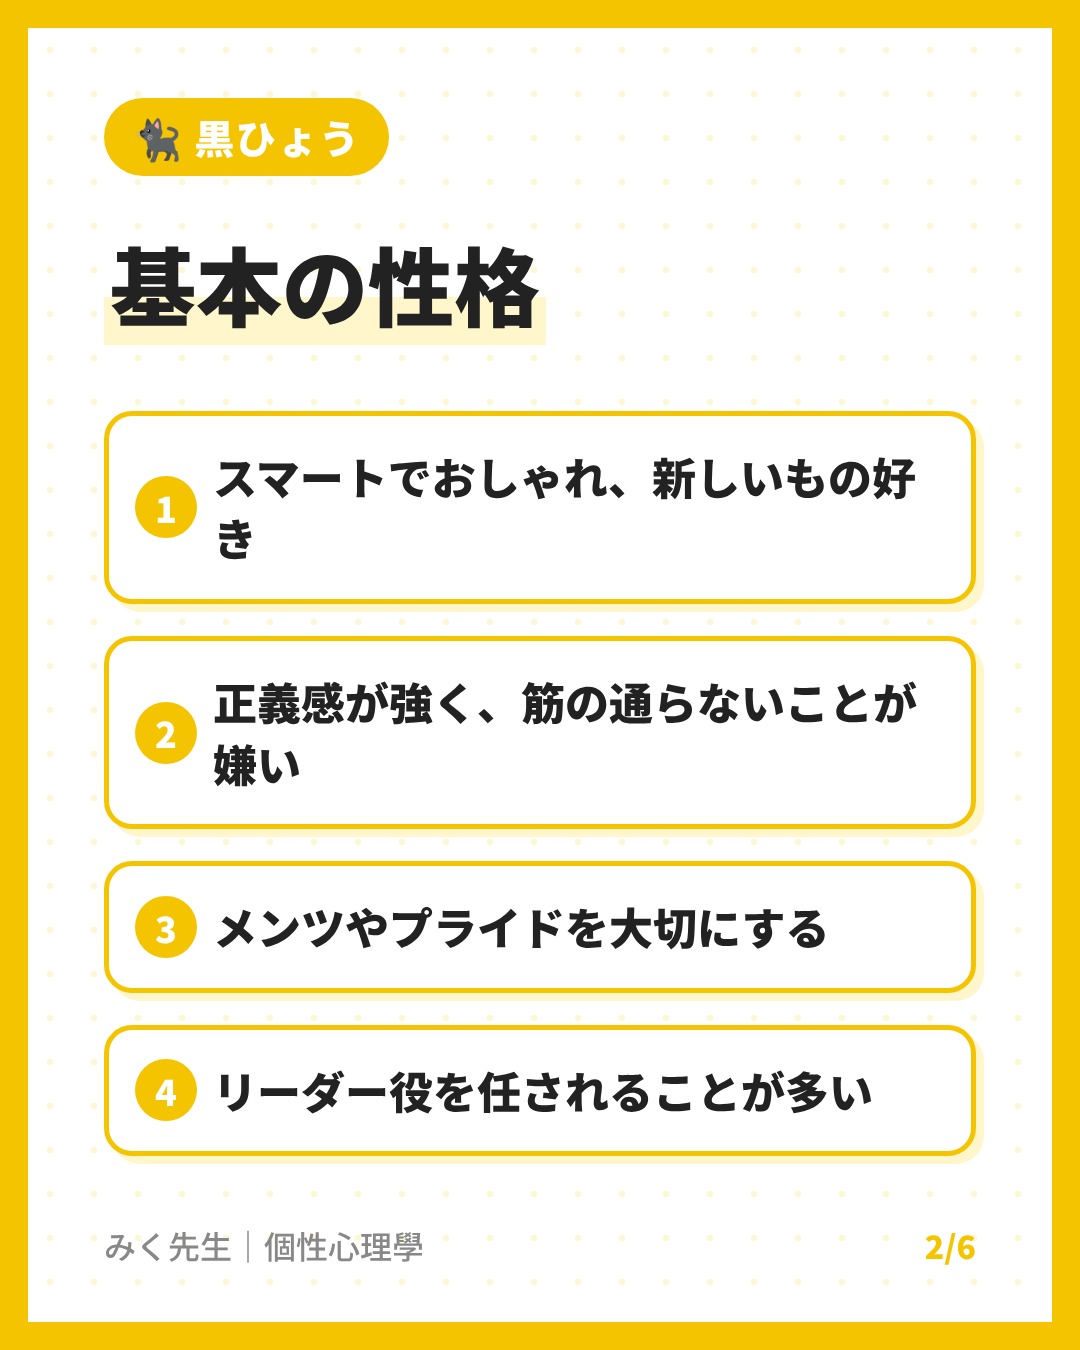 黒ひょう
基本の性格
1 スマートでおしゃれ、新しいもの好
き
2 正義感が強く、筋の通らないことが
嫌い
3 メンツやプライドを大切にする
4 リーダー役を任されることが多い
みく先生｜個性心理學
2/6